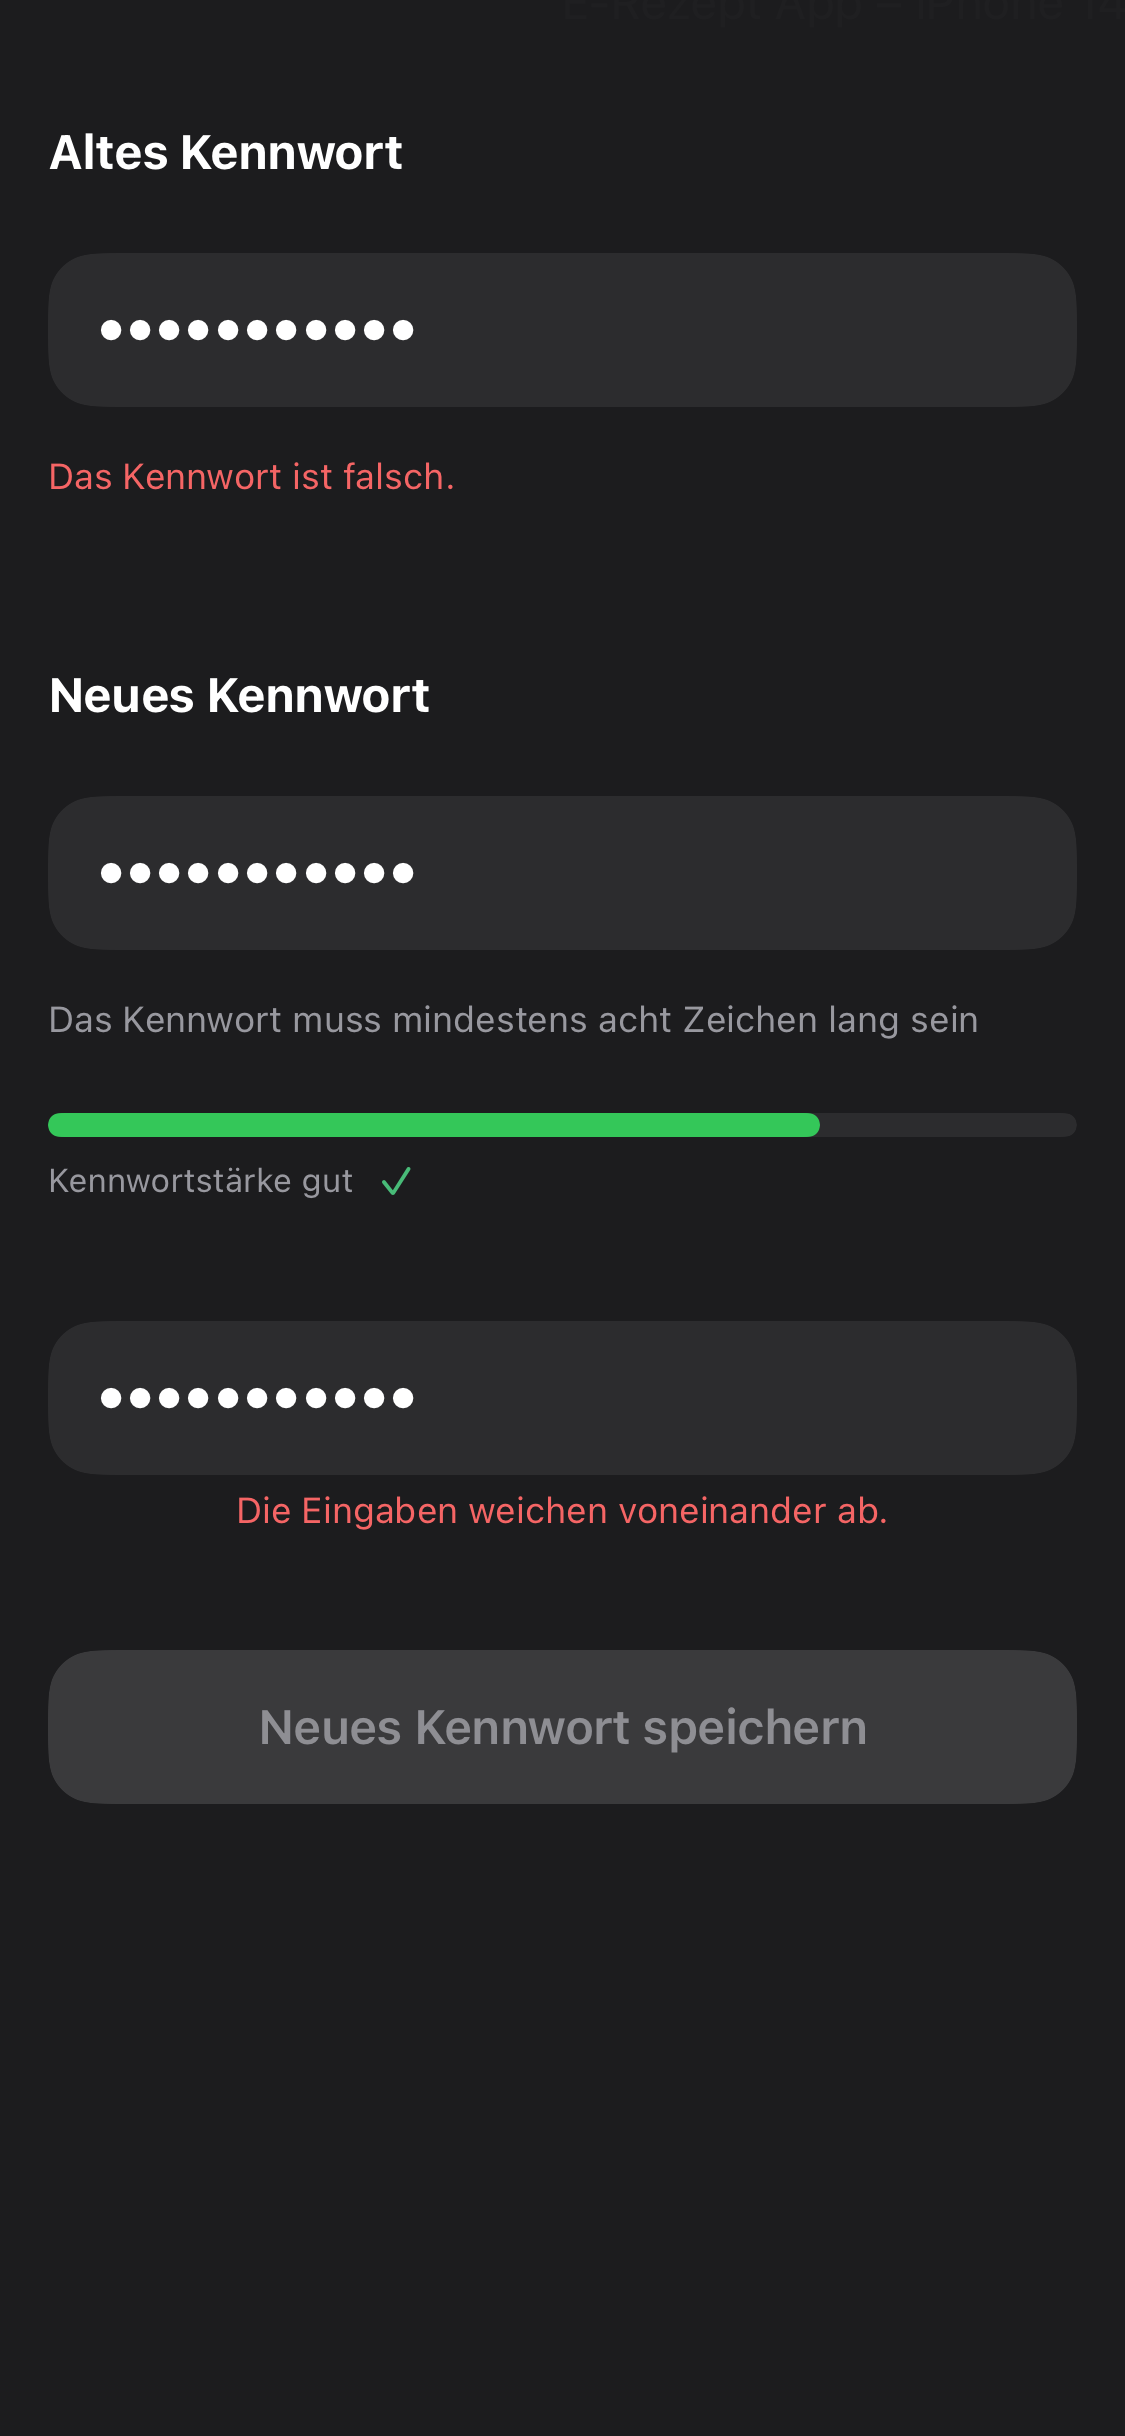 E-Rezept App – iPhone 14
Altes Kennwort
●●●●●●●●●●●
Das Kennwort ist falsch.
Neues Kennwort
●●●●●●●●●●●
Das Kennwort muss mindestens acht Zeichen lang sein
Kennwortstärke gut ✓
●●●●●●●●●●●
Die Eingaben weichen voneinander ab.
Neues Kennwort speichern